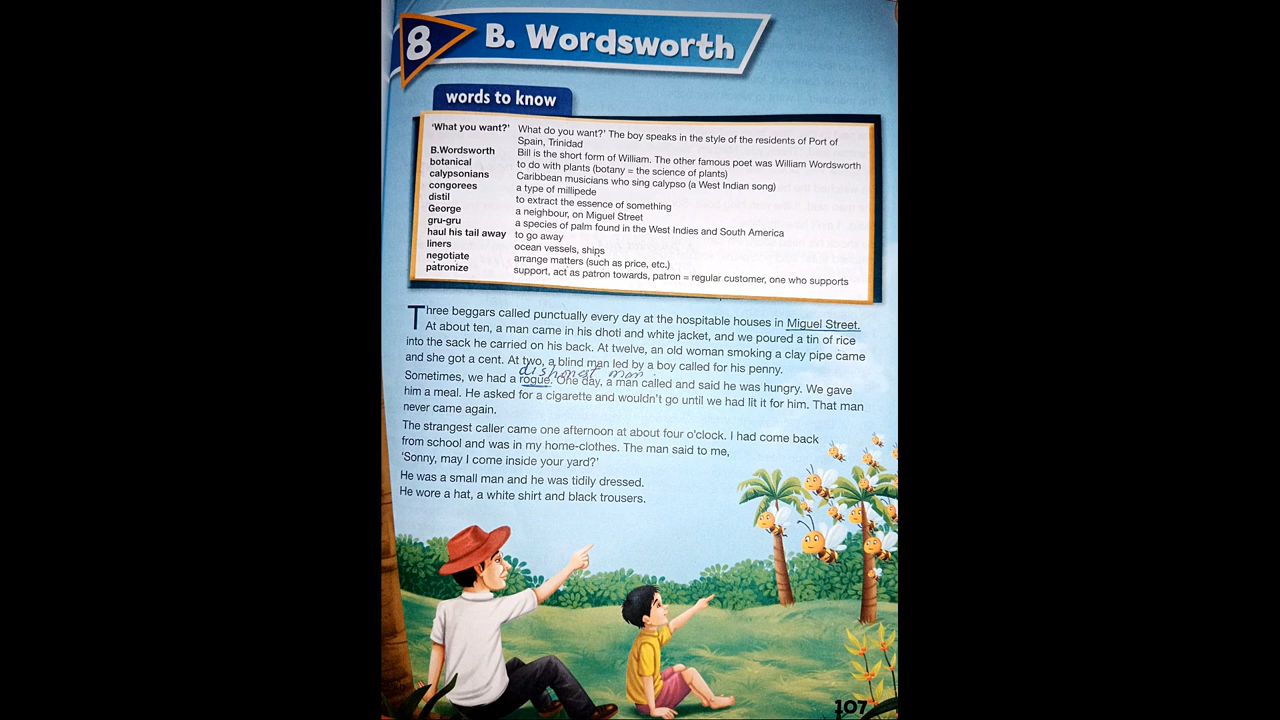 8
B. Wordsworth
words to know
‘What you want?’ What do you want?’ The boy speaks in the style of the residents of Port of
Spain, Trinidad
B.Wordsworth Bill is the short form of William. The other famous poet was William Wordsworth
botanical to do with plants (botany = the science of plants)
calypsonians Caribbean musicians who sing calypso (a West Indian song)
congorees a type of millipede
distil to extract the essence of something
George a neighbour, on Miguel Street
gru-gru a species of palm found in the West Indies and South America
haul his tail away to go away
liners ocean vessels, ships
negotiate arrange matters (such as price, etc.)
patronize support, act as patron towards, patron = regular customer, one who supports
Three beggars called punctually every day at the hospitable houses in Miguel Street.
At about ten, a man came in his dhoti and white jacket, and we poured a tin of rice
into the sack he carried on his back. At twelve, an old woman smoking a clay pipe came
and she got a cent. At two, a blind man led by a boy called for his penny.
dishonest man
Sometimes, we had a rogue. One day, a man called and said he was hungry. We gave
him a meal. He asked for a cigarette and wouldn’t go until we had lit it for him. That man
never came again.
The strangest caller came one afternoon at about four o'clock. I had come back
from school and was in my home-clothes. The man said to me,
‘Sonny, may I come inside your yard?’
He was a small man and he was tidily dressed.
He wore a hat, a white shirt and black trousers.
107